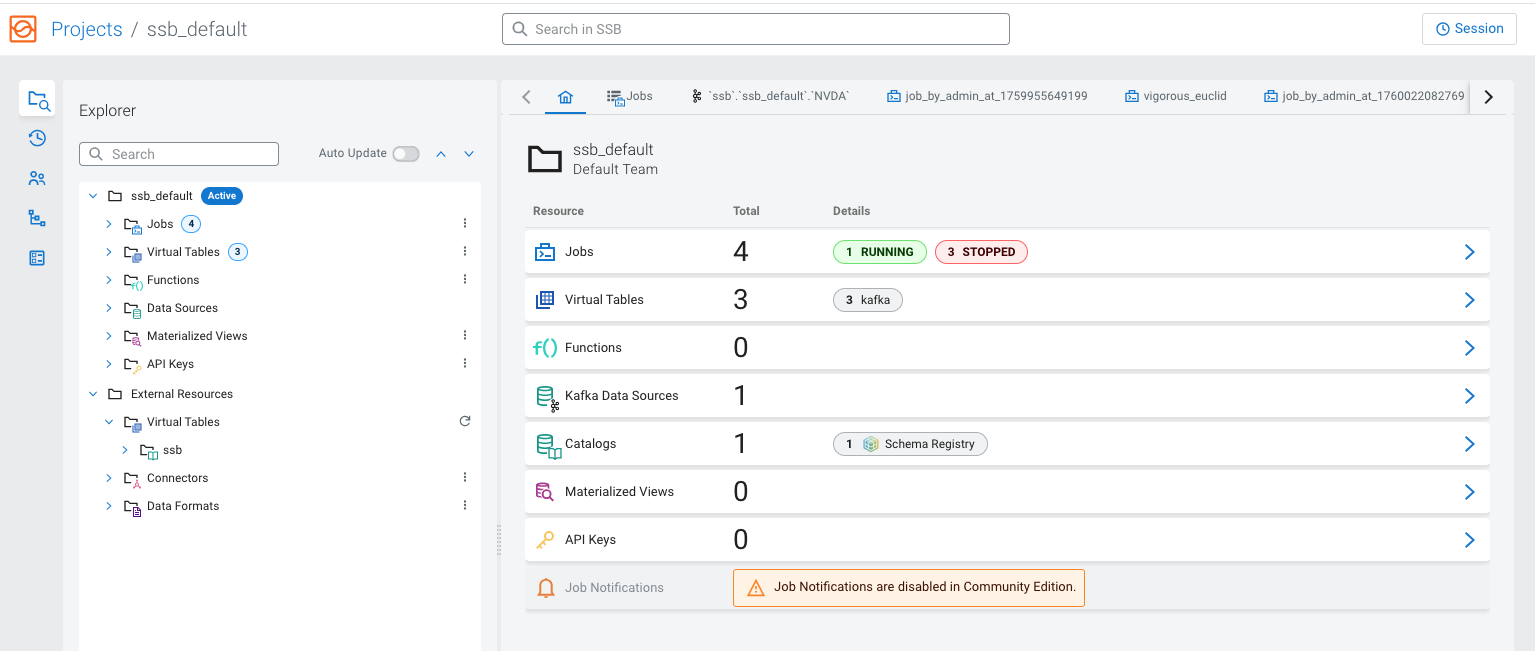 Projects / ssb_default
Search in SSB
Session
Explorer
Search
Auto Update
ssb_default Active
Jobs 4
Virtual Tables 3
f() Functions
Data Sources
Materialized Views
API Keys
External Resources
Virtual Tables
ssb
Connectors
Data Formats
Jobs
`ssb`.`ssb_default`.`NVDA`
job_by_admin_at_1759955649199
vigorous_euclid
job_by_admin_at_1760022082769
ssb_default
Default Team
Resource Total Details
Jobs 4 1 RUNNING 3 STOPPED
Virtual Tables 3 3 kafka
f() Functions 0
Kafka Data Sources 1
Catalogs 1 1 Schema Registry
Materialized Views 0
API Keys 0
Job Notifications Job Notifications are disabled in Community Edition.